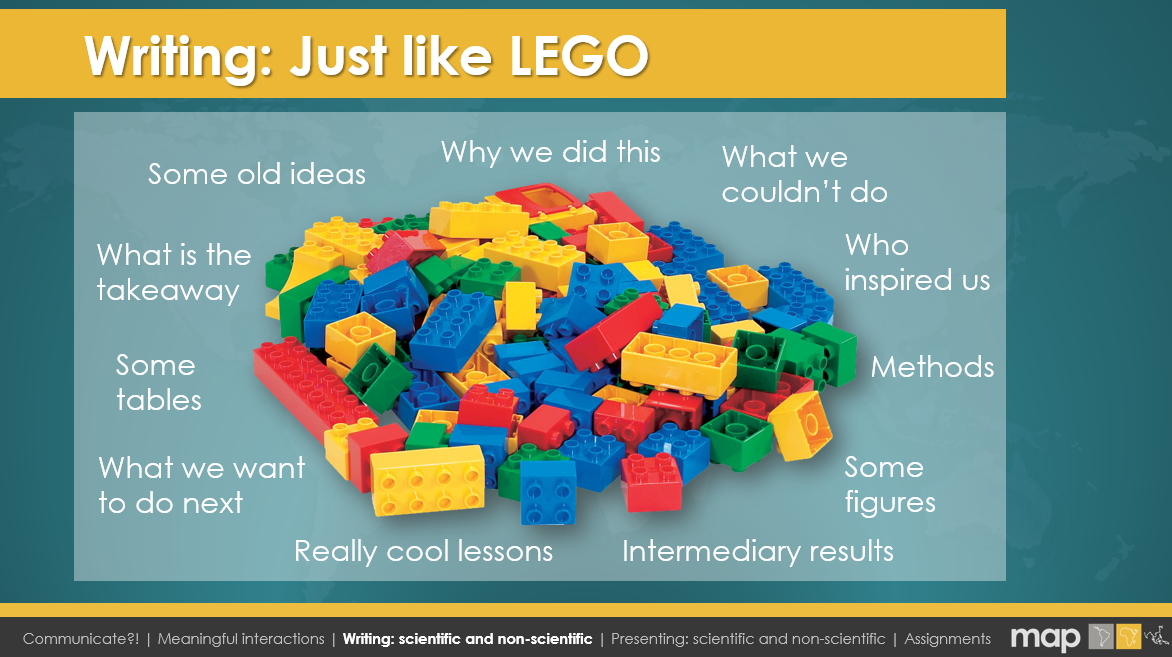 Writing: Just like LEGO
Some old ideas
Why we did this
What we
couldn't do
What is the
takeaway
Who
inspired us
Some
tables
Methods
What we want
to do next
Some
figures
Really cool lessons
Intermediary results
Communicate?! | Meaningful interactions | Writing: scientific and non-scientific | Presenting: scientific and non-scientific | Assignments
map